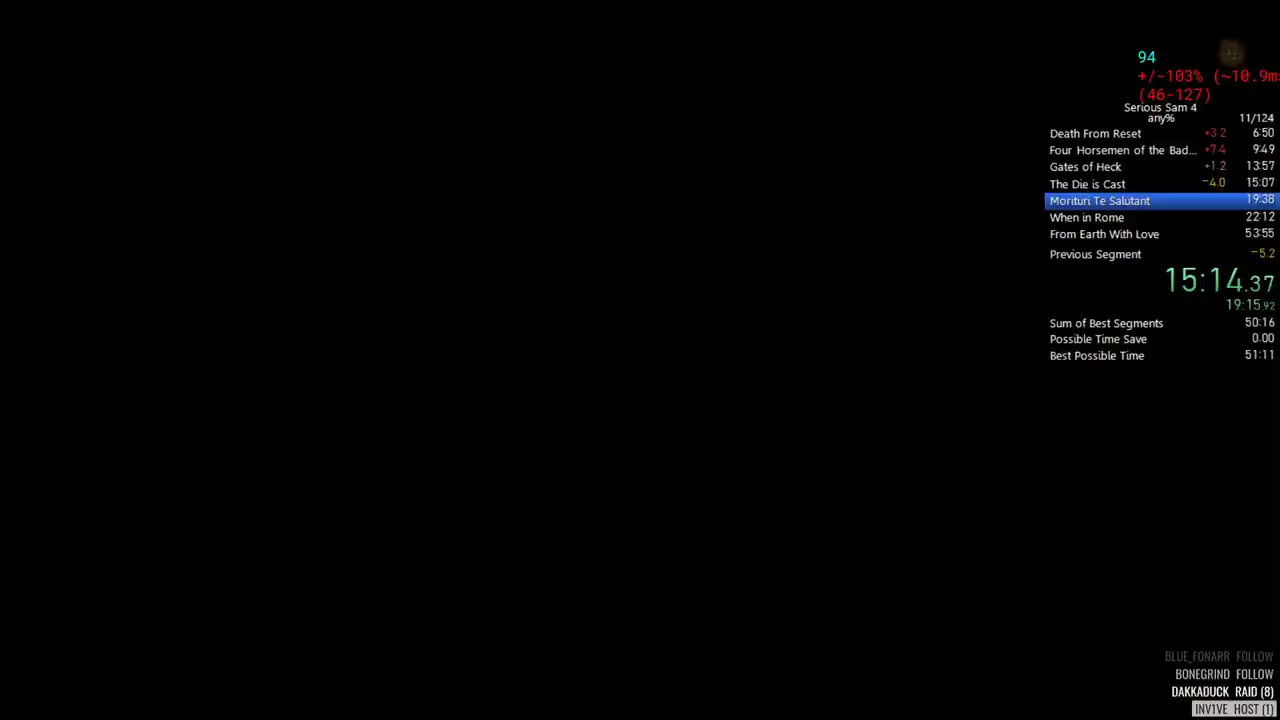 94
+/-103% (~10.9ms
(46-127)
Serious Sam 4
any% 11/124
Death From Reset +3.2 6:50
Four Horsemen of the Bad... +7.4 9:49
Gates of Heck +1.2 13:57
The Die is Cast −4.0 15:07
Morituri Te Salutant 19:38
When in Rome 22:12
From Earth With Love 53:55
Previous Segment −5.2
15:14.37
19:15.92
Sum of Best Segments 50:16
Possible Time Save 0.00
Best Possible Time 51:11
BLUE_FONARR FOLLOW
BONEGRIND FOLLOW
DAKKADUCK RAID (8)
INV1VE HOST (1)